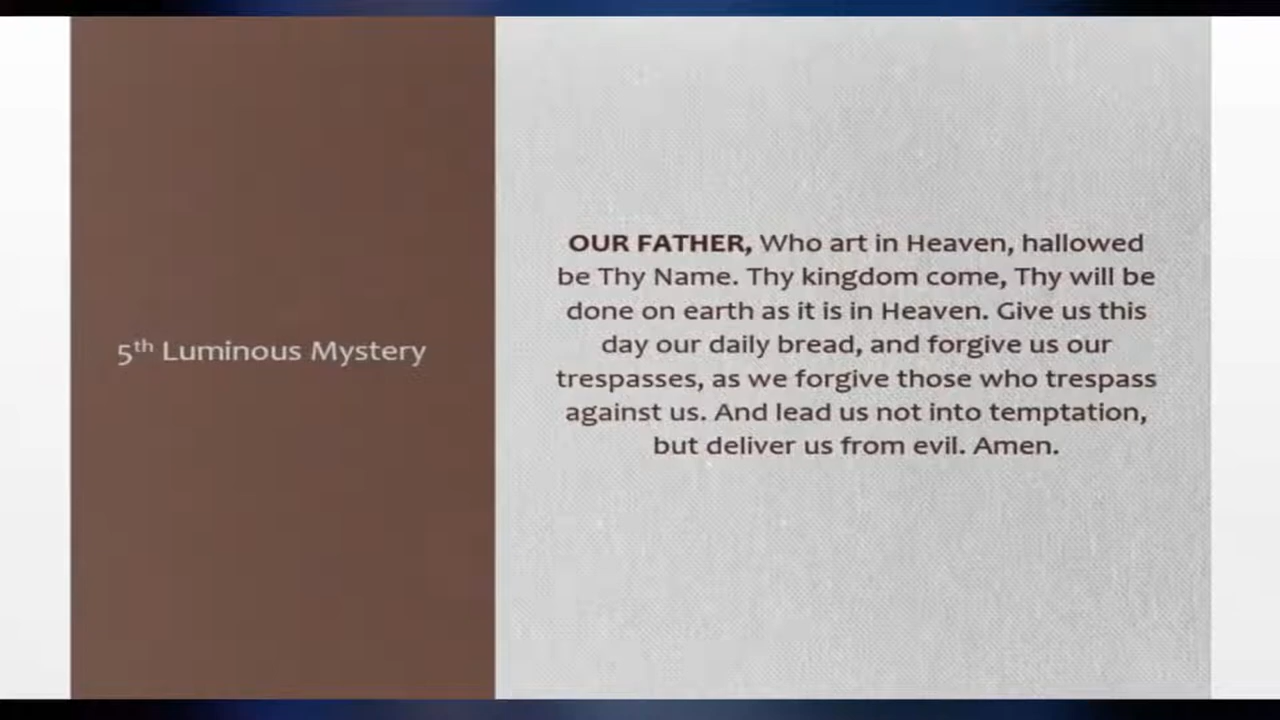 5th Luminous Mystery
OUR FATHER, Who art in Heaven, hallowed
be Thy Name. Thy kingdom come, Thy will be
done on earth as it is in Heaven. Give us this
day our daily bread, and forgive us our
trespasses, as we forgive those who trespass
against us. And lead us not into temptation,
but deliver us from evil. Amen.